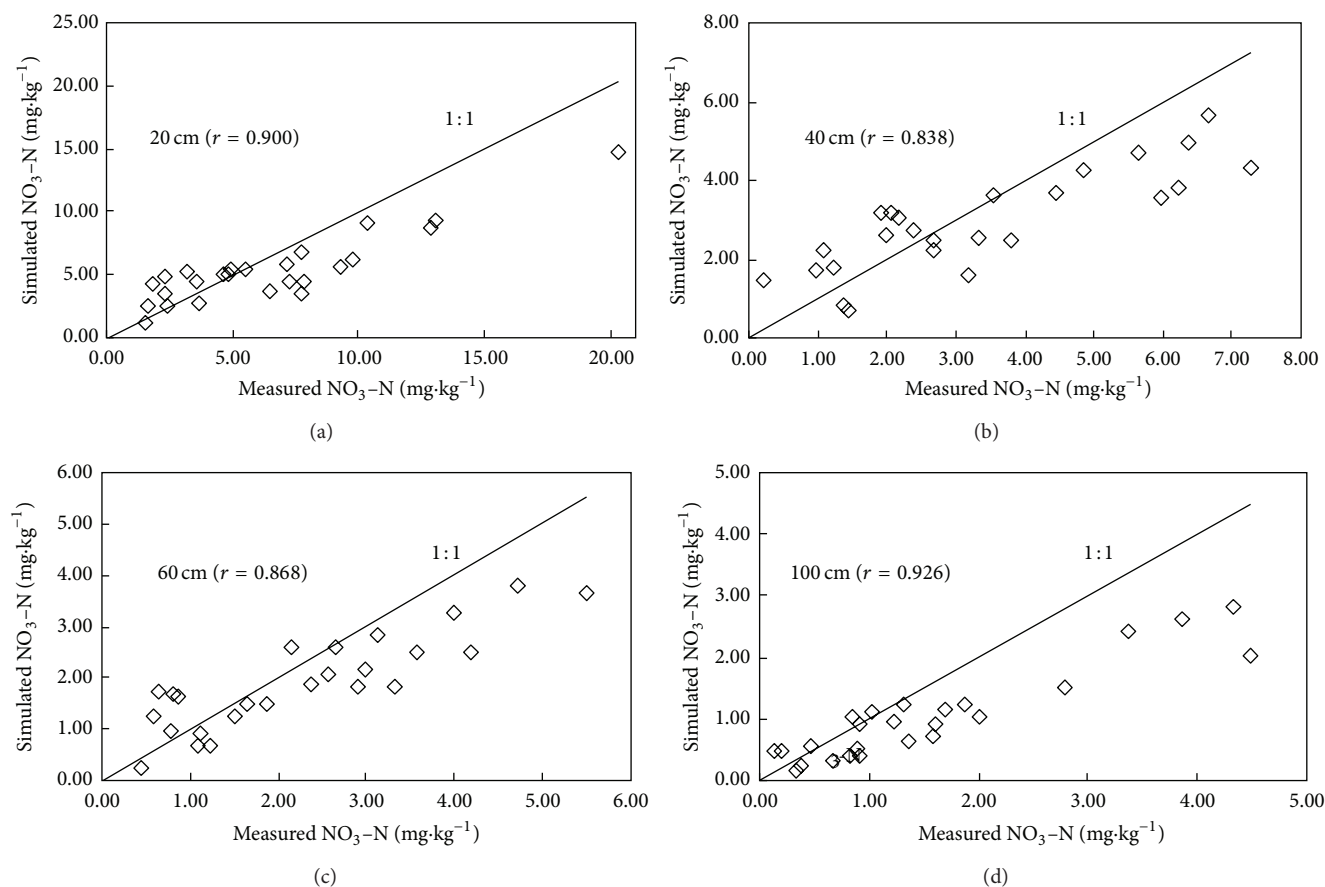 25.00
20.00
15.00
10.00
5.00
0.00
Simulated NO₃–N (mg·kg⁻¹)
20 cm (r = 0.900)
1 : 1
0.00 5.00 10.00 15.00 20.00
Measured NO₃–N (mg·kg⁻¹)
(a)
8.00
6.00
4.00
2.00
0.00
Simulated NO₃–N (mg·kg⁻¹)
40 cm (r = 0.838)
1 : 1
0.00 1.00 2.00 3.00 4.00 5.00 6.00 7.00 8.00
Measured NO₃–N (mg·kg⁻¹)
(b)
6.00
5.00
4.00
3.00
2.00
1.00
0.00
Simulated NO₃–N (mg·kg⁻¹)
60 cm (r = 0.868)
1 : 1
0.00 1.00 2.00 3.00 4.00 5.00 6.00
Measured NO₃–N (mg·kg⁻¹)
(c)
5.00
4.00
3.00
2.00
1.00
0.00
Simulated NO₃–N (mg·kg⁻¹)
100 cm (r = 0.926)
1 : 1
0.00 1.00 2.00 3.00 4.00 5.00
Measured NO₃–N (mg·kg⁻¹)
(d)